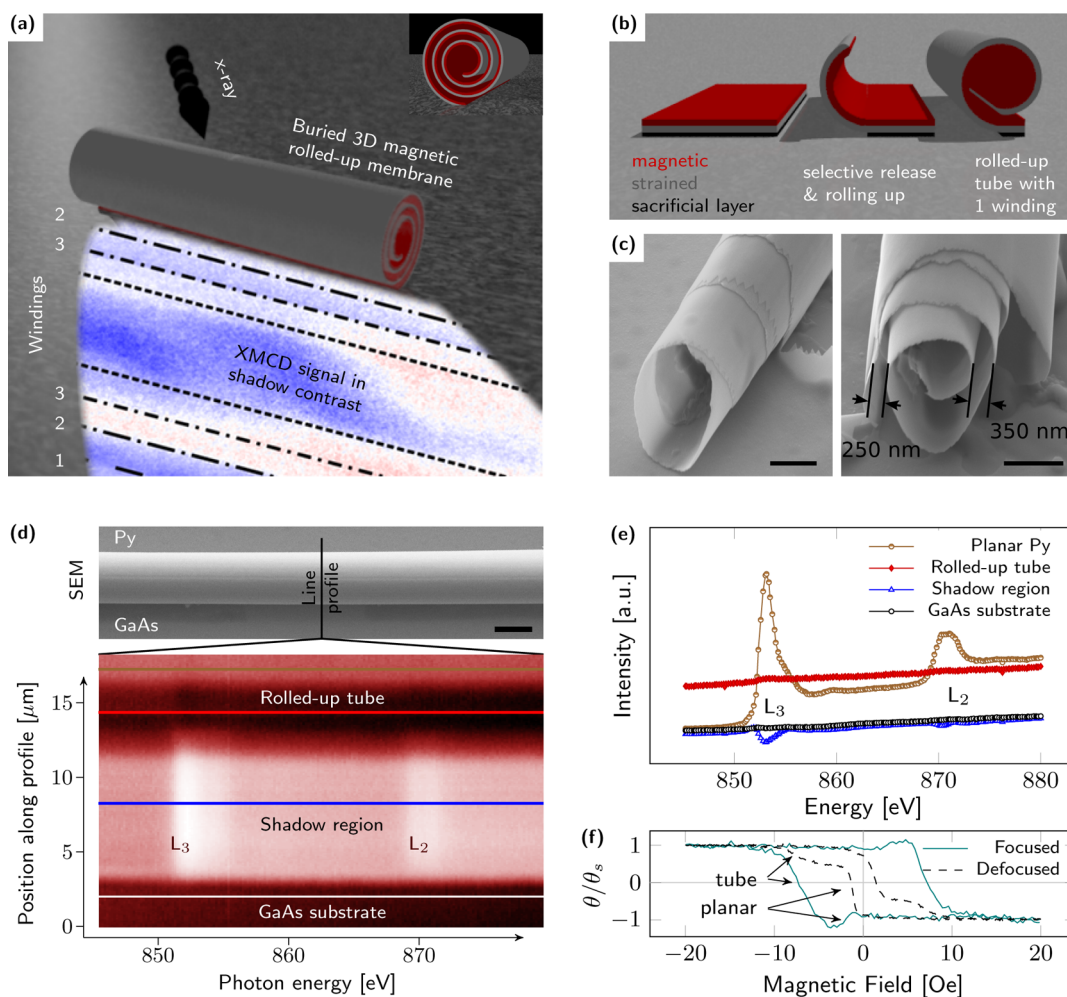 (a)
x-ray
Buried 3D magnetic
rolled-up membrane
Windings
2
3
3
2
1
XMCD signal in
shadow contrast
(b)
magnetic
strained
sacrificial layer
selective release
& rolling up
rolled-up
tube with
1 winding
(c)
250 nm
350 nm
(d)
SEM
Py
GaAs
Line
profile
Position along profile [μm]
15
10
5
0
Rolled-up tube
Shadow region
L3
L2
GaAs substrate
850
860
870
Photon energy [eV]
(e)
Intensity [a.u.]
Planar Py
Rolled-up tube
Shadow region
GaAs substrate
L3
L2
850
860
870
880
Energy [eV]
(f)
θ/θs
1
0
−1
tube
planar
Focused
Defocused
−20
−10
0
10
20
Magnetic Field [Oe]